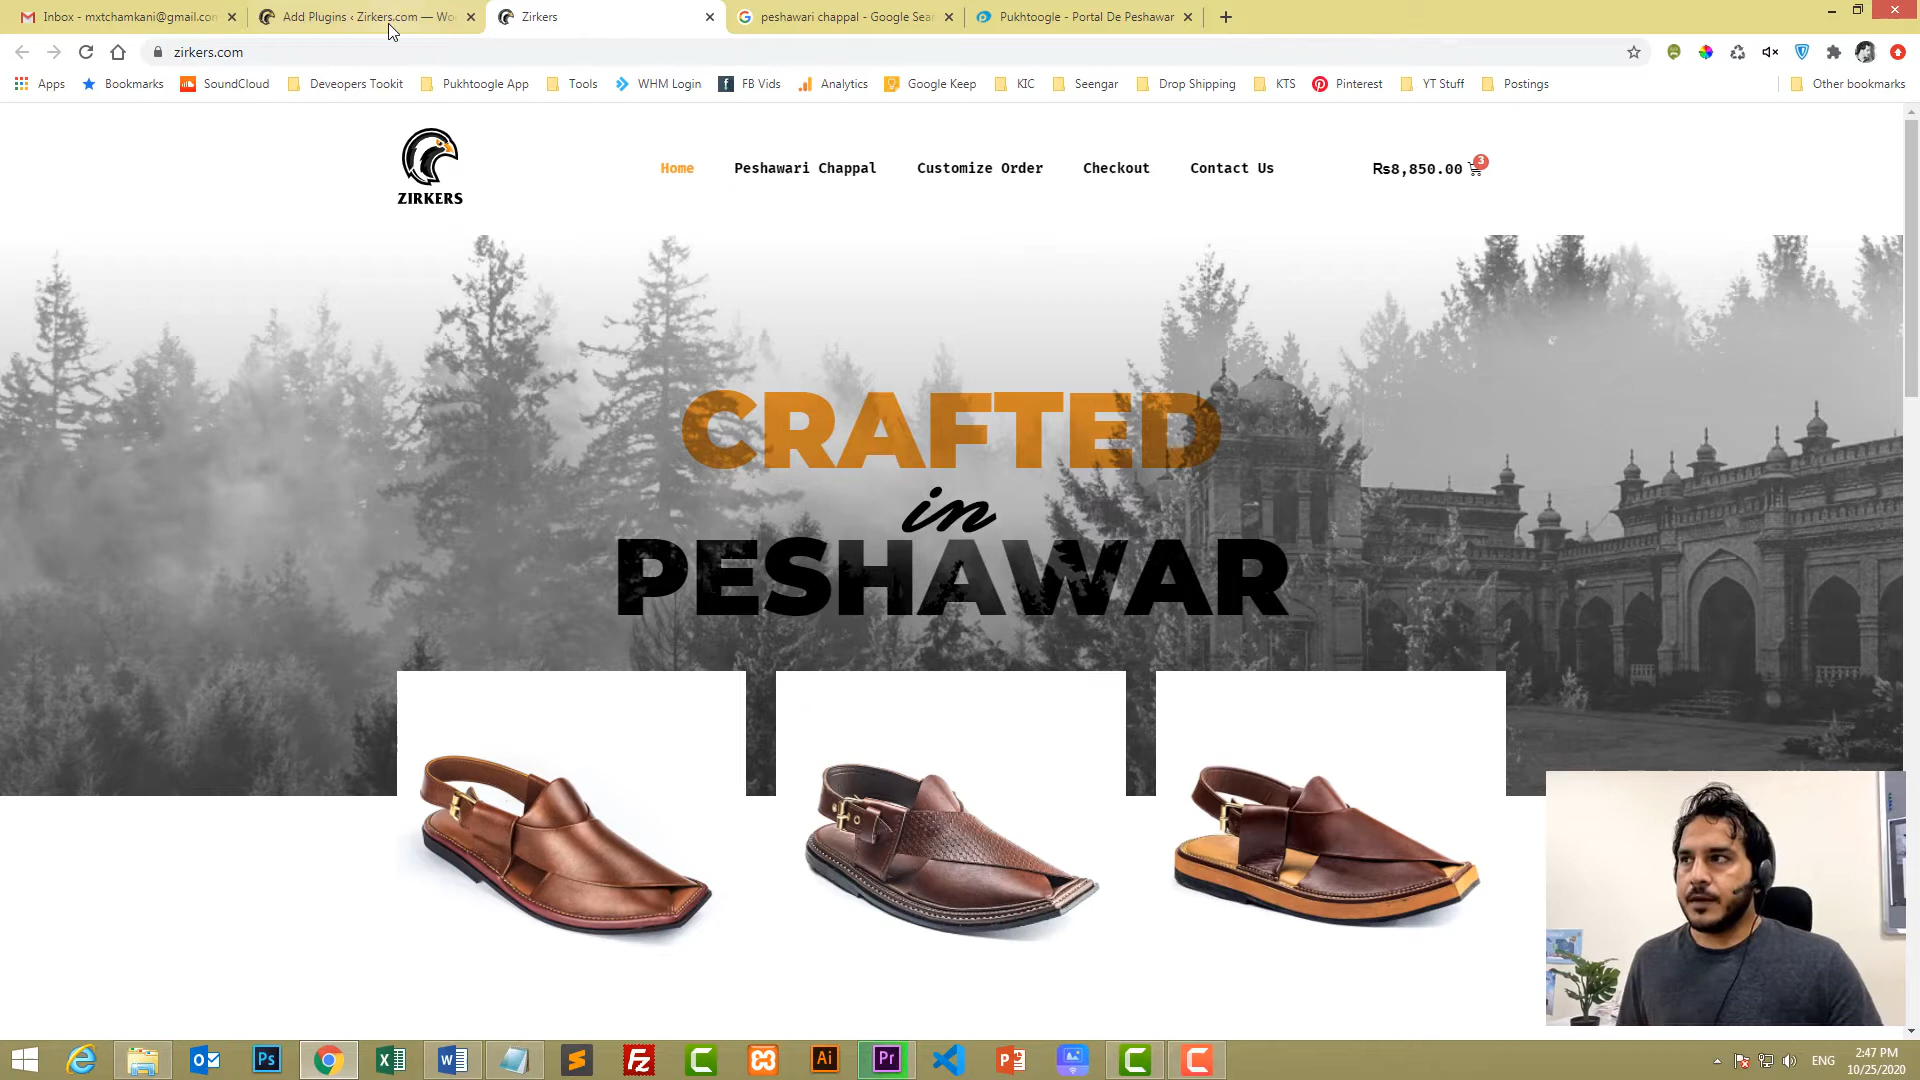 Inbox - mxtchamkani@gmail.con
Add Plugins ‹ Zirkers.com — Wo
Zirkers
peshawari chappal - Google Sear
Pukhtoogle - Portal De Peshawar
zirkers.com
Apps
Bookmarks
SoundCloud
Deveopers Tookit
Pukhtoogle App
Tools
WHM Login
FB Vids
Analytics
Google Keep
KIC
Seengar
Drop Shipping
KTS
Pinterest
YT Stuff
Postings
Other bookmarks
ZIRKERS
Home
Peshawari Chappal
Customize Order
Checkout
Contact Us
₨8,850.00
3
CRAFTED
in
PESHAWAR
ENG
2:47 PM
10/25/2020